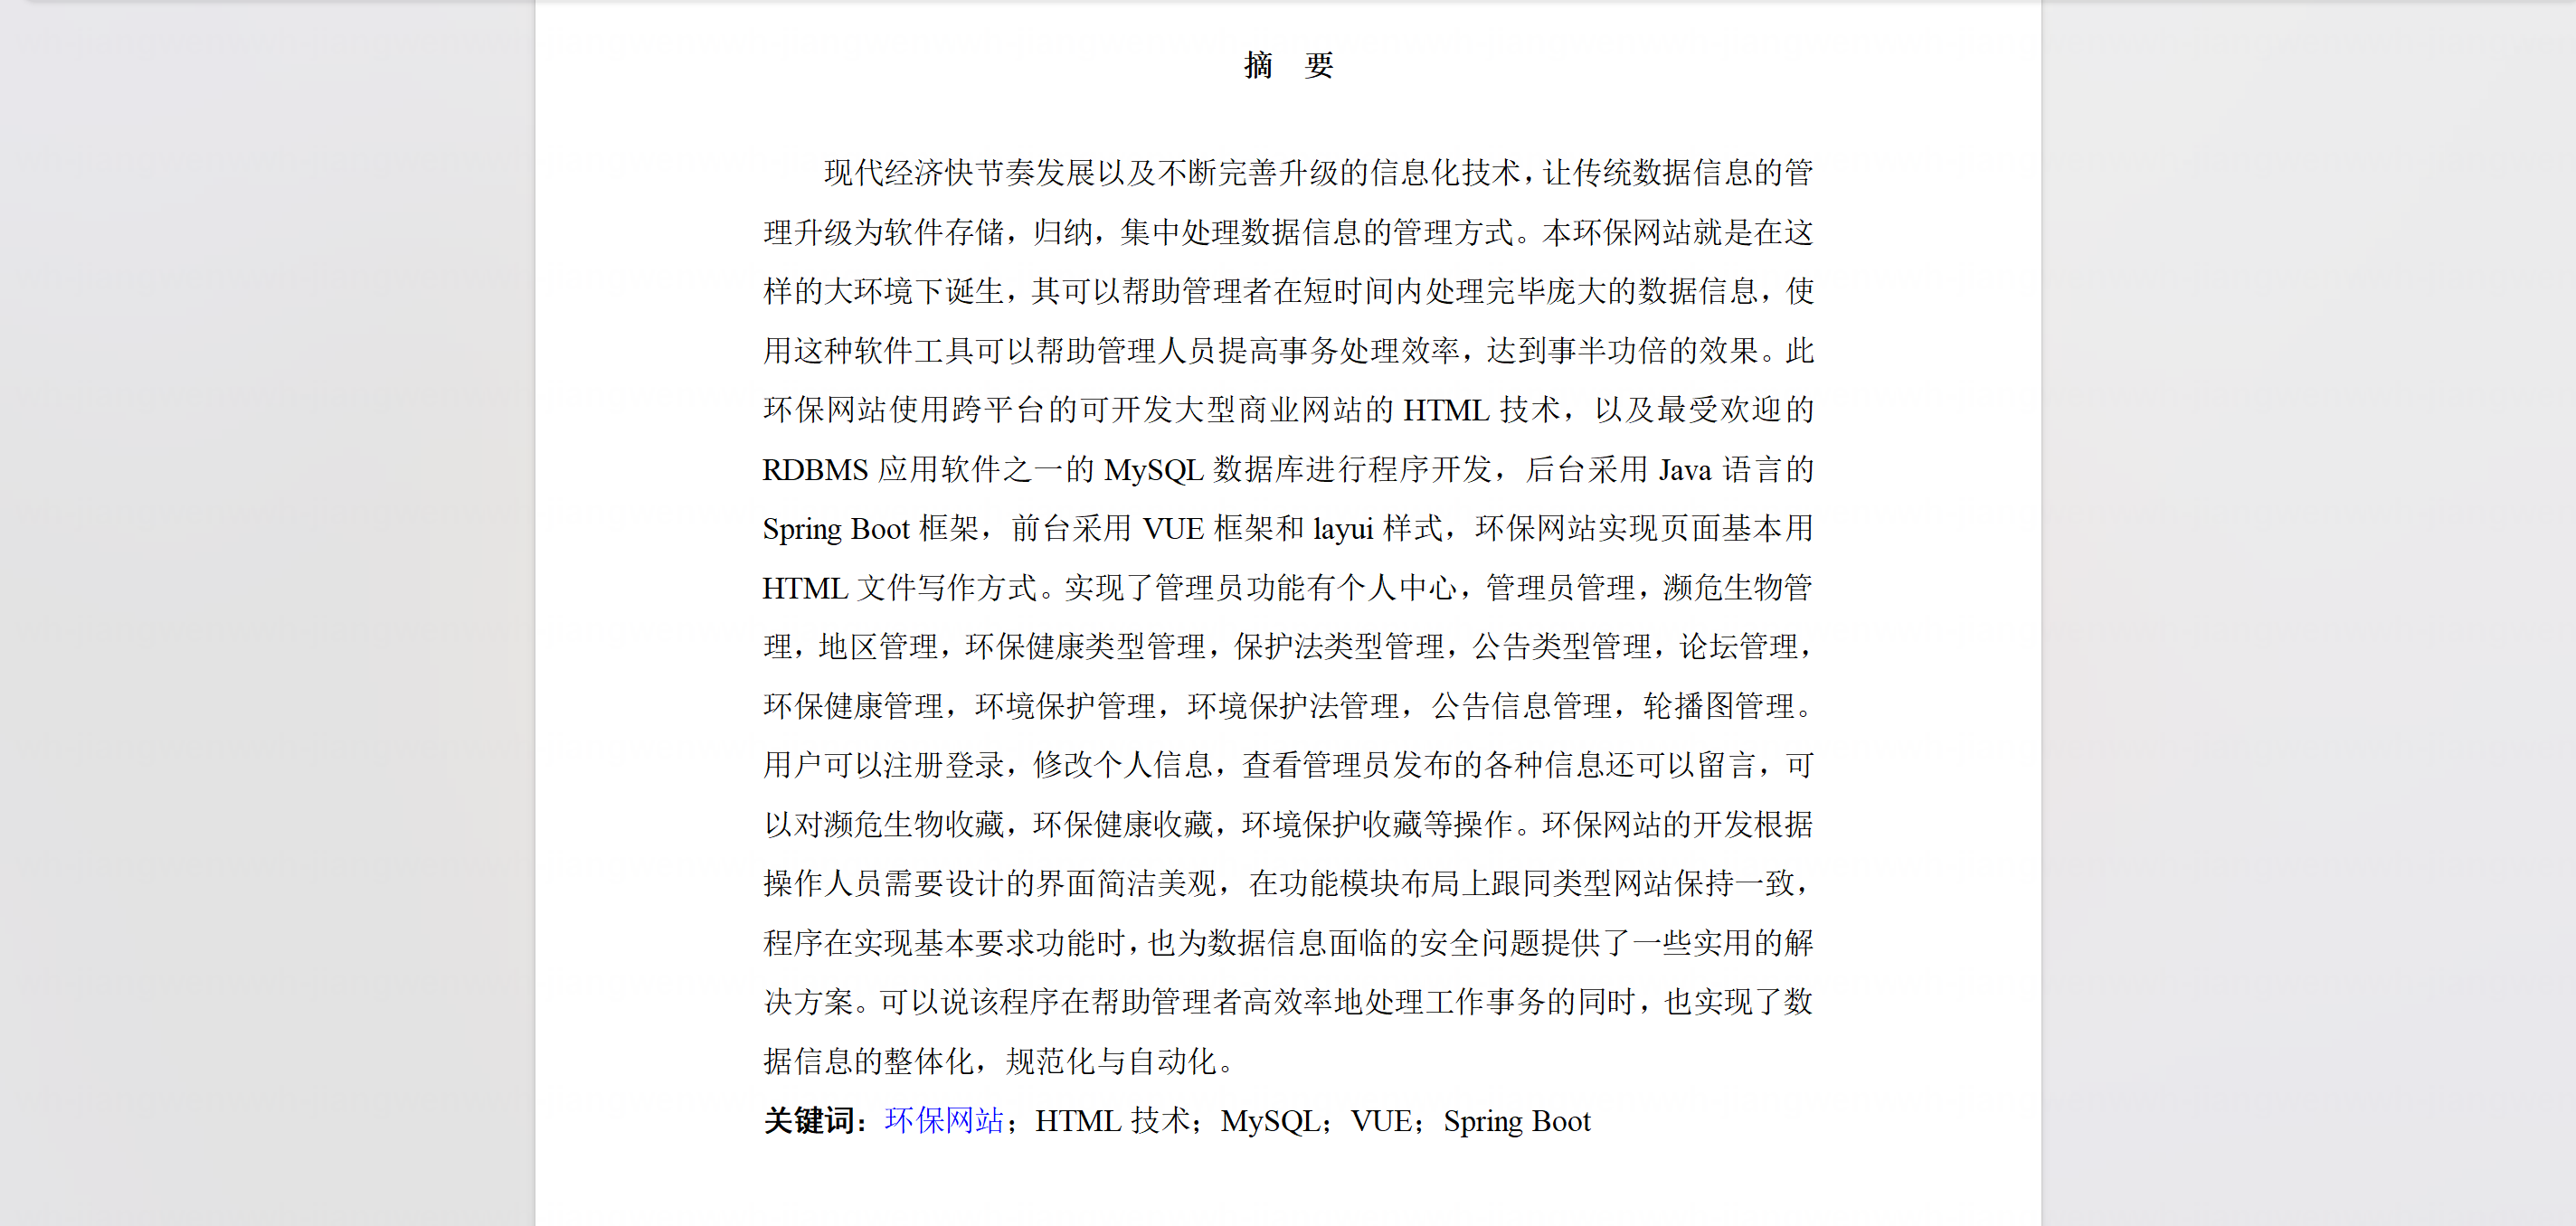 摘 要
现代经济快节奏发展以及不断完善升级的信息化技术，让传统数据信息的管
理升级为软件存储，归纳，集中处理数据信息的管理方式。本环保网站就是在这
样的大环境下诞生，其可以帮助管理者在短时间内处理完毕庞大的数据信息，使
用这种软件工具可以帮助管理人员提高事务处理效率，达到事半功倍的效果。此
环保网站使用跨平台的可开发大型商业网站的 HTML 技术，以及最受欢迎的
RDBMS 应用软件之一的 MySQL 数据库进行程序开发，后台采用 Java 语言的
Spring Boot 框架，前台采用 VUE 框架和 layui 样式，环保网站实现页面基本用
HTML 文件写作方式。实现了管理员功能有个人中心，管理员管理，濒危生物管
理，地区管理，环保健康类型管理，保护法类型管理，公告类型管理，论坛管理，
环保健康管理，环境保护管理，环境保护法管理，公告信息管理，轮播图管理。
用户可以注册登录，修改个人信息，查看管理员发布的各种信息还可以留言，可
以对濒危生物收藏，环保健康收藏，环境保护收藏等操作。环保网站的开发根据
操作人员需要设计的界面简洁美观，在功能模块布局上跟同类型网站保持一致，
程序在实现基本要求功能时，也为数据信息面临的安全问题提供了一些实用的解
决方案。可以说该程序在帮助管理者高效率地处理工作事务的同时，也实现了数
据信息的整体化，规范化与自动化。
关键词：环保网站；HTML 技术；MySQL；VUE；Spring Boot